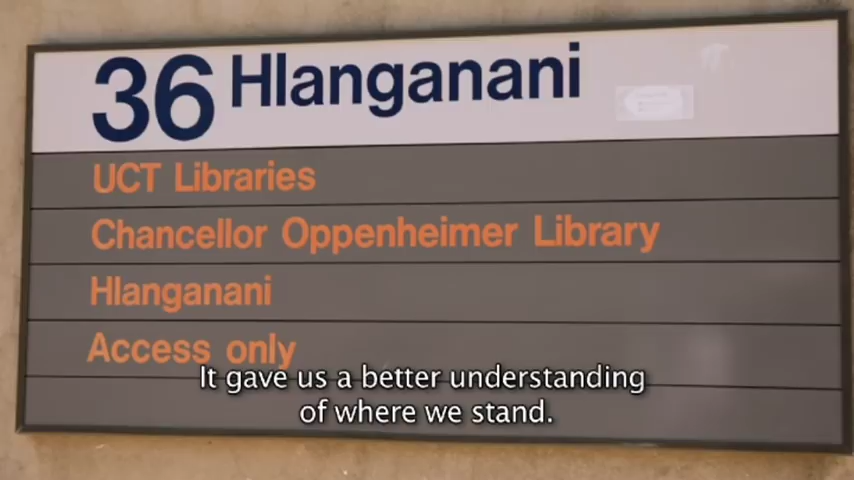 36 Hlanganani
UCT Libraries
Chancellor Oppenheimer Library
Hlanganani
Access only
It gave us a better understanding
of where we stand.